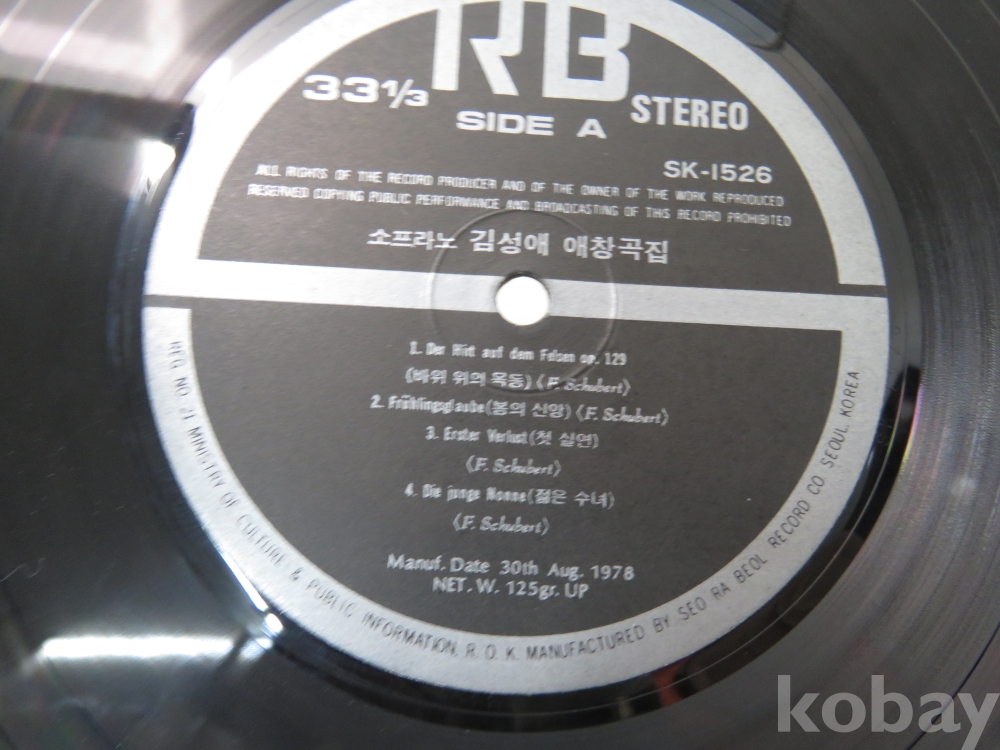 RB
33 1/3
STEREO
SIDE A
SK-1526
ALL RIGHTS OF THE RECORD PRODUCER AND OF THE OWNER OF THE WORK REPRODUCED
RESERVED COPYING PUBLIC PERFORMANCE AND BROADCASTING OF THIS RECORD PROHIBITED
소프라노 김성애 애창곡집
1. Der Hirt auf dem Felsen op. 129
(바위 위의 목동) (F. Schubert)
2. Frühlingsglaube (봄의 신앙) (F. Schubert)
3. Erster Verlust (첫 실연)
(F. Schubert)
4. Die junge Nonne (젊은 수녀)
(F. Schubert)
Manuf. Date 30th Aug. 1978
NET. W. 125gr. UP
REG NO 21 MINISTRY OF CULTURE & PUBLIC INFORMATION, R. O. K. MANUFACTURED BY SEO RA BEOL RECORD CO SEOUL, KOREA
kobay